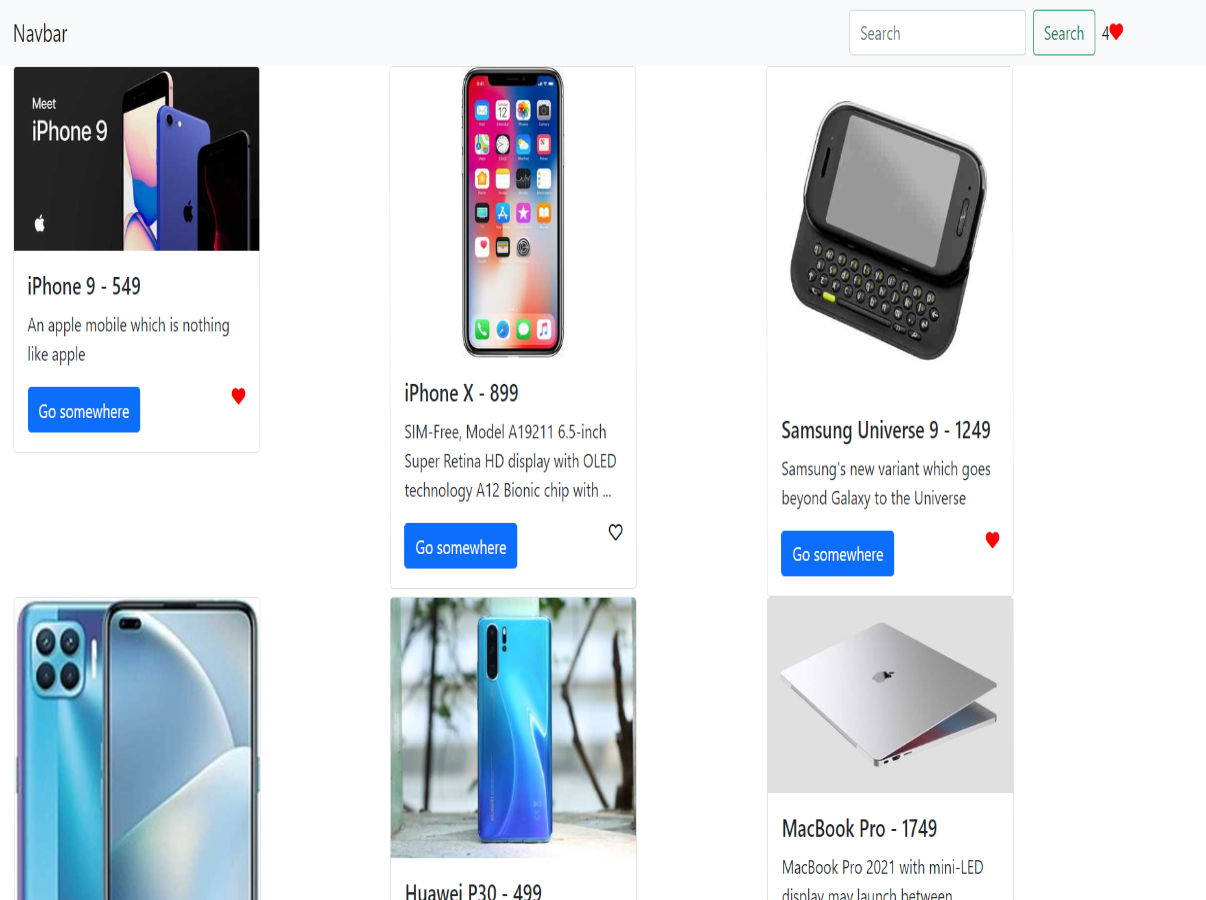 Navbar
Search
Search
4
Meet
iPhone 9
iPhone 9 - 549
An apple mobile which is nothing
like apple
Go somewhere
iPhone X - 899
SIM-Free, Model A19211 6.5-inch
Super Retina HD display with OLED
technology A12 Bionic chip with ...
Go somewhere
Samsung Universe 9 - 1249
Samsung's new variant which goes
beyond Galaxy to the Universe
Go somewhere
Huawei P30 - 499
MacBook Pro - 1749
MacBook Pro 2021 with mini-LED
display may launch between